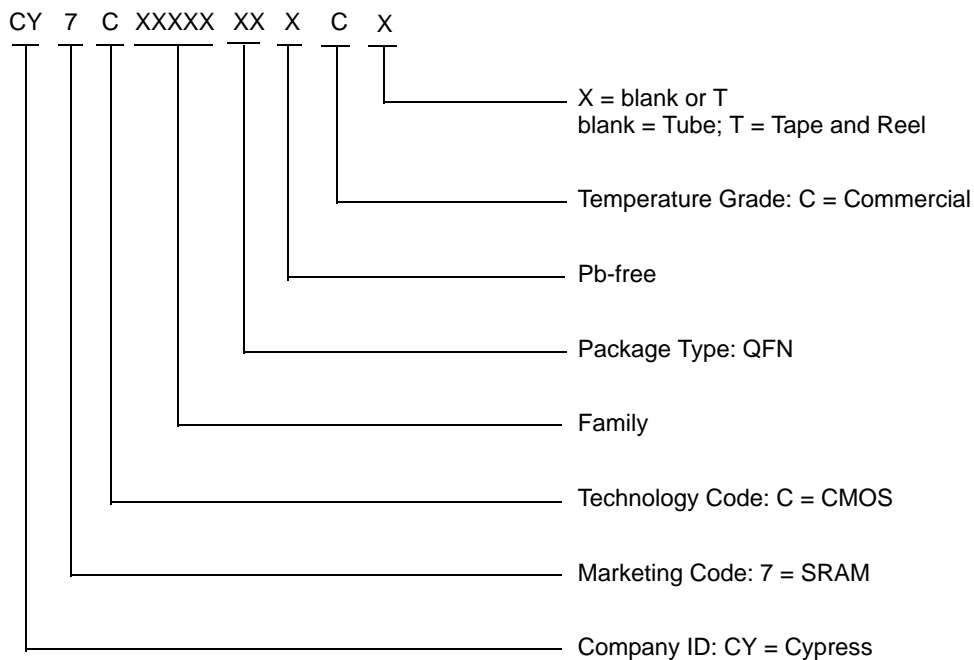 CY 7 C XXXXX XX X C X
X = blank or T
blank = Tube; T = Tape and Reel
Temperature Grade: C = Commercial
Pb-free
Package Type: QFN
Family
Technology Code: C = CMOS
Marketing Code: 7 = SRAM
Company ID: CY = Cypress